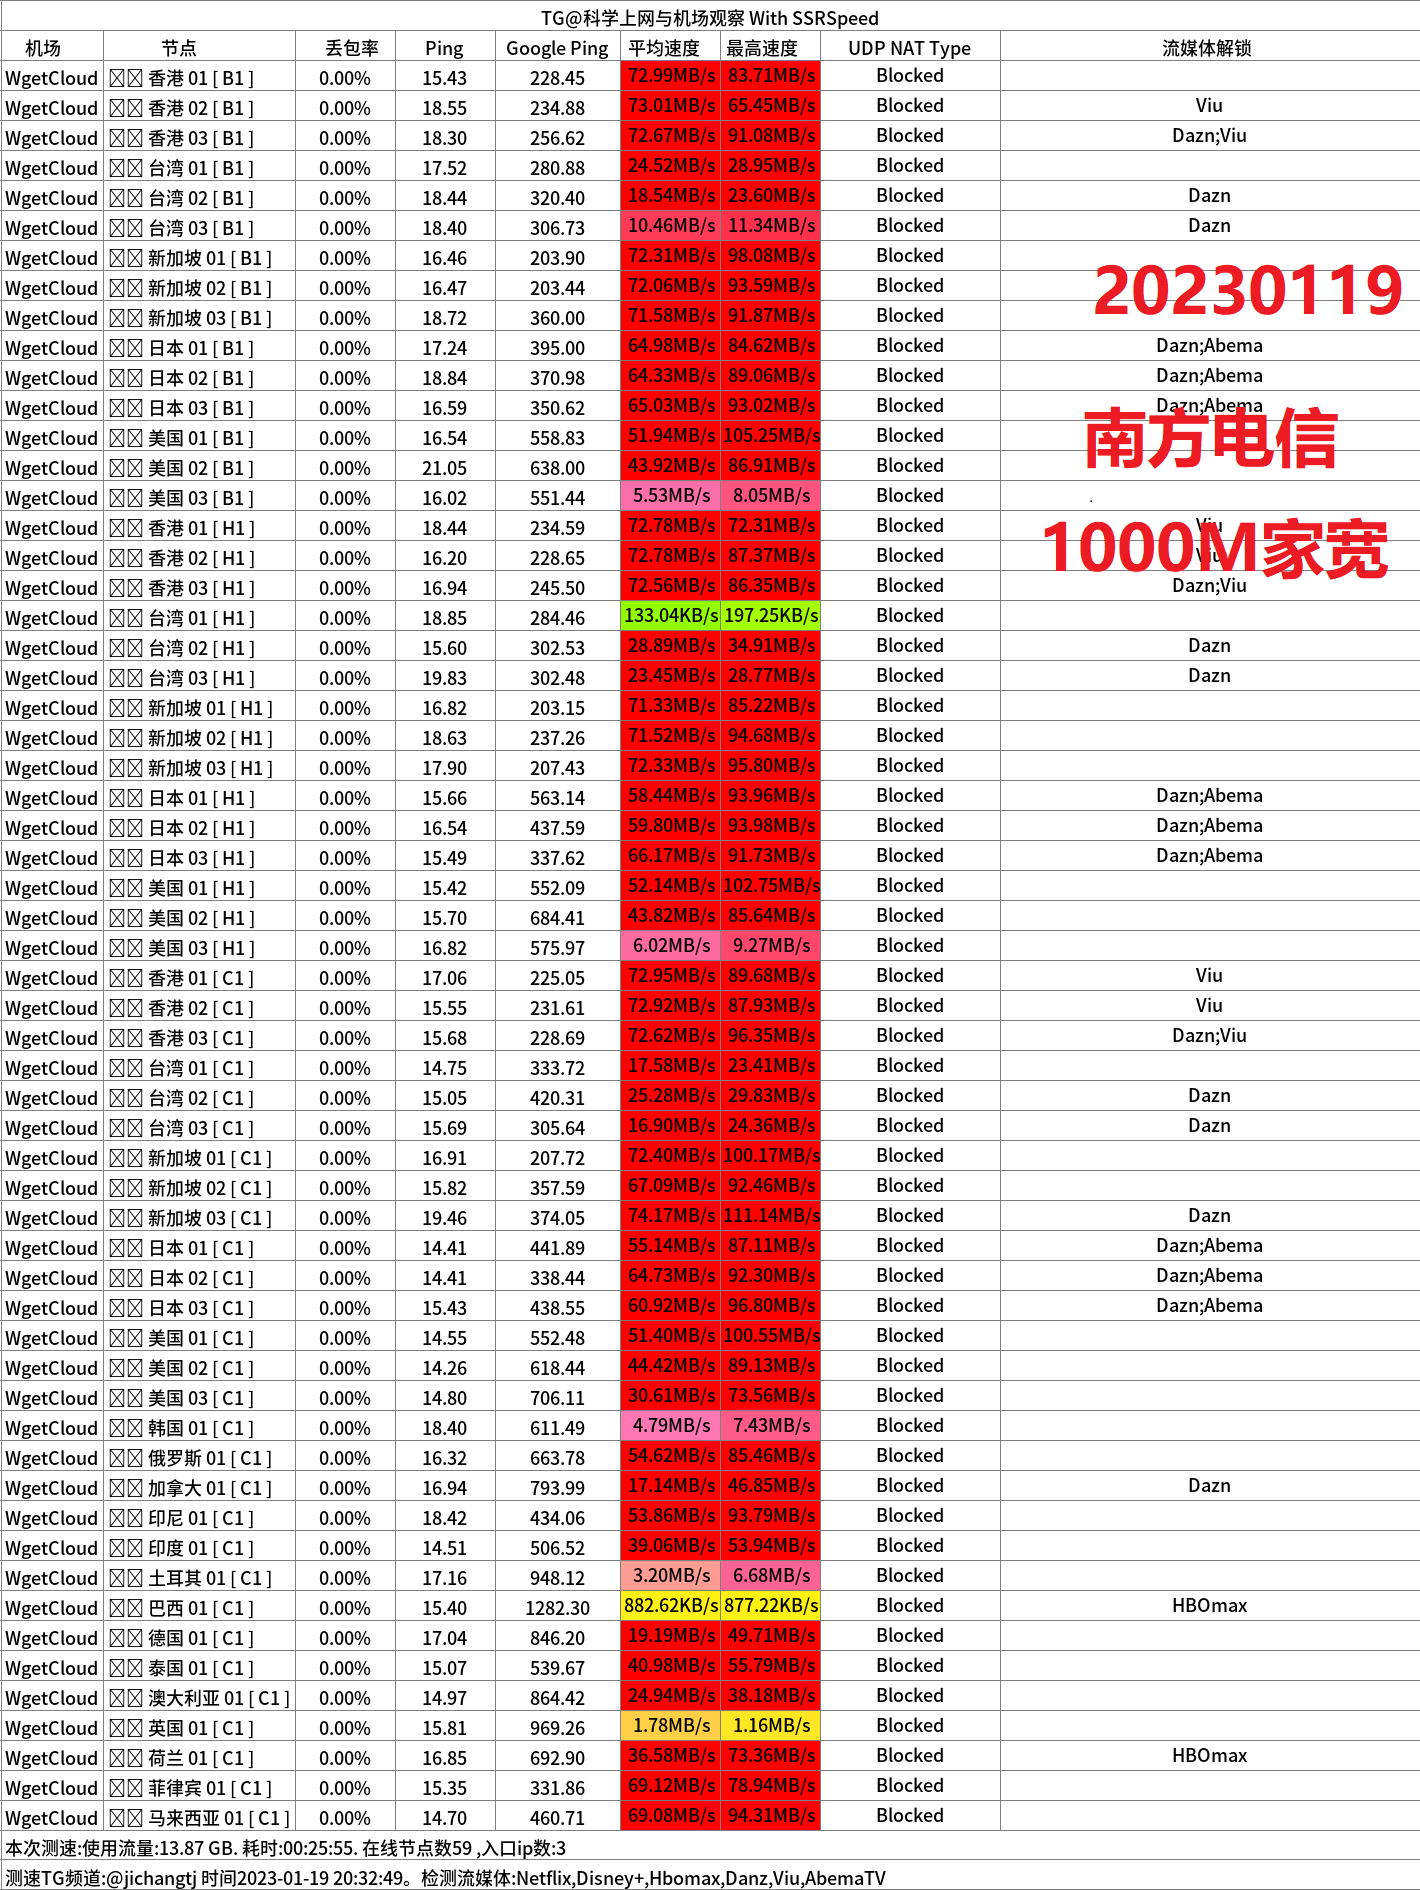 TG@科学上网与机场观察 With SSRSpeed
机场 节点 丢包率 Ping Google Ping 平均速度 最高速度 UDP NAT Type 流媒体解锁
WgetCloud 香港 01 [ B1 ] 0.00% 15.43 228.45 72.99MB/s 83.71MB/s Blocked
WgetCloud 香港 02 [ B1 ] 0.00% 18.55 234.88 73.01MB/s 65.45MB/s Blocked Viu
WgetCloud 香港 03 [ B1 ] 0.00% 18.30 256.62 72.67MB/s 91.08MB/s Blocked Dazn;Viu
WgetCloud 台湾 01 [ B1 ] 0.00% 17.52 280.88 24.52MB/s 28.95MB/s Blocked
WgetCloud 台湾 02 [ B1 ] 0.00% 18.44 320.40 18.54MB/s 23.60MB/s Blocked Dazn
WgetCloud 台湾 03 [ B1 ] 0.00% 18.40 306.73 10.46MB/s 11.34MB/s Blocked Dazn
WgetCloud 新加坡 01 [ B1 ] 0.00% 16.46 203.90 72.31MB/s 98.08MB/s Blocked
WgetCloud 新加坡 02 [ B1 ] 0.00% 16.47 203.44 72.06MB/s 93.59MB/s Blocked
20230119
WgetCloud 新加坡 03 [ B1 ] 0.00% 18.72 360.00 71.58MB/s 91.87MB/s Blocked
WgetCloud 日本 01 [ B1 ] 0.00% 17.24 395.00 64.98MB/s 84.62MB/s Blocked Dazn;Abema
WgetCloud 日本 02 [ B1 ] 0.00% 18.84 370.98 64.33MB/s 89.06MB/s Blocked Dazn;Abema
WgetCloud 日本 03 [ B1 ] 0.00% 16.59 350.62 65.03MB/s 93.02MB/s Blocked Dazn;Abema
WgetCloud 美国 01 [ B1 ] 0.00% 16.54 558.83 51.94MB/s 105.25MB/s Blocked
南方电信
WgetCloud 美国 02 [ B1 ] 0.00% 21.05 638.00 43.92MB/s 86.91MB/s Blocked
WgetCloud 美国 03 [ B1 ] 0.00% 16.02 551.44 5.53MB/s 8.05MB/s Blocked
WgetCloud 香港 01 [ H1 ] 0.00% 18.44 234.59 72.78MB/s 72.31MB/s Blocked Viu
1000M家宽
WgetCloud 香港 02 [ H1 ] 0.00% 16.20 228.65 72.78MB/s 87.37MB/s Blocked Viu
WgetCloud 香港 03 [ H1 ] 0.00% 16.94 245.50 72.56MB/s 86.35MB/s Blocked Dazn;Viu
WgetCloud 台湾 01 [ H1 ] 0.00% 18.85 284.46 133.04KB/s 197.25KB/s Blocked
WgetCloud 台湾 02 [ H1 ] 0.00% 15.60 302.53 28.89MB/s 34.91MB/s Blocked Dazn
WgetCloud 台湾 03 [ H1 ] 0.00% 19.83 302.48 23.45MB/s 28.77MB/s Blocked Dazn
WgetCloud 新加坡 01 [ H1 ] 0.00% 16.82 203.15 71.33MB/s 85.22MB/s Blocked
WgetCloud 新加坡 02 [ H1 ] 0.00% 18.63 237.26 71.52MB/s 94.68MB/s Blocked
WgetCloud 新加坡 03 [ H1 ] 0.00% 17.90 207.43 72.33MB/s 95.80MB/s Blocked
WgetCloud 日本 01 [ H1 ] 0.00% 15.66 563.14 58.44MB/s 93.96MB/s Blocked Dazn;Abema
WgetCloud 日本 02 [ H1 ] 0.00% 16.54 437.59 59.80MB/s 93.98MB/s Blocked Dazn;Abema
WgetCloud 日本 03 [ H1 ] 0.00% 15.49 337.62 66.17MB/s 91.73MB/s Blocked Dazn;Abema
WgetCloud 美国 01 [ H1 ] 0.00% 15.42 552.09 52.14MB/s 102.75MB/s Blocked
WgetCloud 美国 02 [ H1 ] 0.00% 15.70 684.41 43.82MB/s 85.64MB/s Blocked
WgetCloud 美国 03 [ H1 ] 0.00% 16.82 575.97 6.02MB/s 9.27MB/s Blocked
WgetCloud 香港 01 [ C1 ] 0.00% 17.06 225.05 72.95MB/s 89.68MB/s Blocked Viu
WgetCloud 香港 02 [ C1 ] 0.00% 15.55 231.61 72.92MB/s 87.93MB/s Blocked Viu
WgetCloud 香港 03 [ C1 ] 0.00% 15.68 228.69 72.62MB/s 96.35MB/s Blocked Dazn;Viu
WgetCloud 台湾 01 [ C1 ] 0.00% 14.75 333.72 17.58MB/s 23.41MB/s Blocked
WgetCloud 台湾 02 [ C1 ] 0.00% 15.05 420.31 25.28MB/s 29.83MB/s Blocked Dazn
WgetCloud 台湾 03 [ C1 ] 0.00% 15.69 305.64 16.90MB/s 24.36MB/s Blocked Dazn
WgetCloud 新加坡 01 [ C1 ] 0.00% 16.91 207.72 72.40MB/s 100.17MB/s Blocked
WgetCloud 新加坡 02 [ C1 ] 0.00% 15.82 357.59 67.09MB/s 92.46MB/s Blocked
WgetCloud 新加坡 03 [ C1 ] 0.00% 19.46 374.05 74.17MB/s 111.14MB/s Blocked Dazn
WgetCloud 日本 01 [ C1 ] 0.00% 14.41 441.89 55.14MB/s 87.11MB/s Blocked Dazn;Abema
WgetCloud 日本 02 [ C1 ] 0.00% 14.41 338.44 64.73MB/s 92.30MB/s Blocked Dazn;Abema
WgetCloud 日本 03 [ C1 ] 0.00% 15.43 438.55 60.92MB/s 96.80MB/s Blocked Dazn;Abema
WgetCloud 美国 01 [ C1 ] 0.00% 14.55 552.48 51.40MB/s 100.55MB/s Blocked
WgetCloud 美国 02 [ C1 ] 0.00% 14.26 618.44 44.42MB/s 89.13MB/s Blocked
WgetCloud 美国 03 [ C1 ] 0.00% 14.80 706.11 30.61MB/s 73.56MB/s Blocked
WgetCloud 韩国 01 [ C1 ] 0.00% 18.40 611.49 4.79MB/s 7.43MB/s Blocked
WgetCloud 俄罗斯 01 [ C1 ] 0.00% 16.32 663.78 54.62MB/s 85.46MB/s Blocked
WgetCloud 加拿大 01 [ C1 ] 0.00% 16.94 793.99 17.14MB/s 46.85MB/s Blocked Dazn
WgetCloud 印尼 01 [ C1 ] 0.00% 18.42 434.06 53.86MB/s 93.79MB/s Blocked
WgetCloud 印度 01 [ C1 ] 0.00% 14.51 506.52 39.06MB/s 53.94MB/s Blocked
WgetCloud 土耳其 01 [ C1 ] 0.00% 17.16 948.12 3.20MB/s 6.68MB/s Blocked
WgetCloud 巴西 01 [ C1 ] 0.00% 15.40 1282.30 882.62KB/s 877.22KB/s Blocked HBOmax
WgetCloud 德国 01 [ C1 ] 0.00% 17.04 846.20 19.19MB/s 49.71MB/s Blocked
WgetCloud 泰国 01 [ C1 ] 0.00% 15.07 539.67 40.98MB/s 55.79MB/s Blocked
WgetCloud 澳大利亚 01 [ C1 ] 0.00% 14.97 864.42 24.94MB/s 38.18MB/s Blocked
WgetCloud 英国 01 [ C1 ] 0.00% 15.81 969.26 1.78MB/s 1.16MB/s Blocked
WgetCloud 荷兰 01 [ C1 ] 0.00% 16.85 692.90 36.58MB/s 73.36MB/s Blocked HBOmax
WgetCloud 菲律宾 01 [ C1 ] 0.00% 15.35 331.86 69.12MB/s 78.94MB/s Blocked
WgetCloud 马来西亚 01 [ C1 ] 0.00% 14.70 460.71 69.08MB/s 94.31MB/s Blocked
本次测速:使用流量:13.87 GB. 耗时:00:25:55. 在线节点数59 ,入口ip数:3
测速TG频道:@jichangtj 时间2023-01-19 20:32:49。检测流媒体:Netflix,Disney+,Hbomax,Danz,Viu,AbemaTV